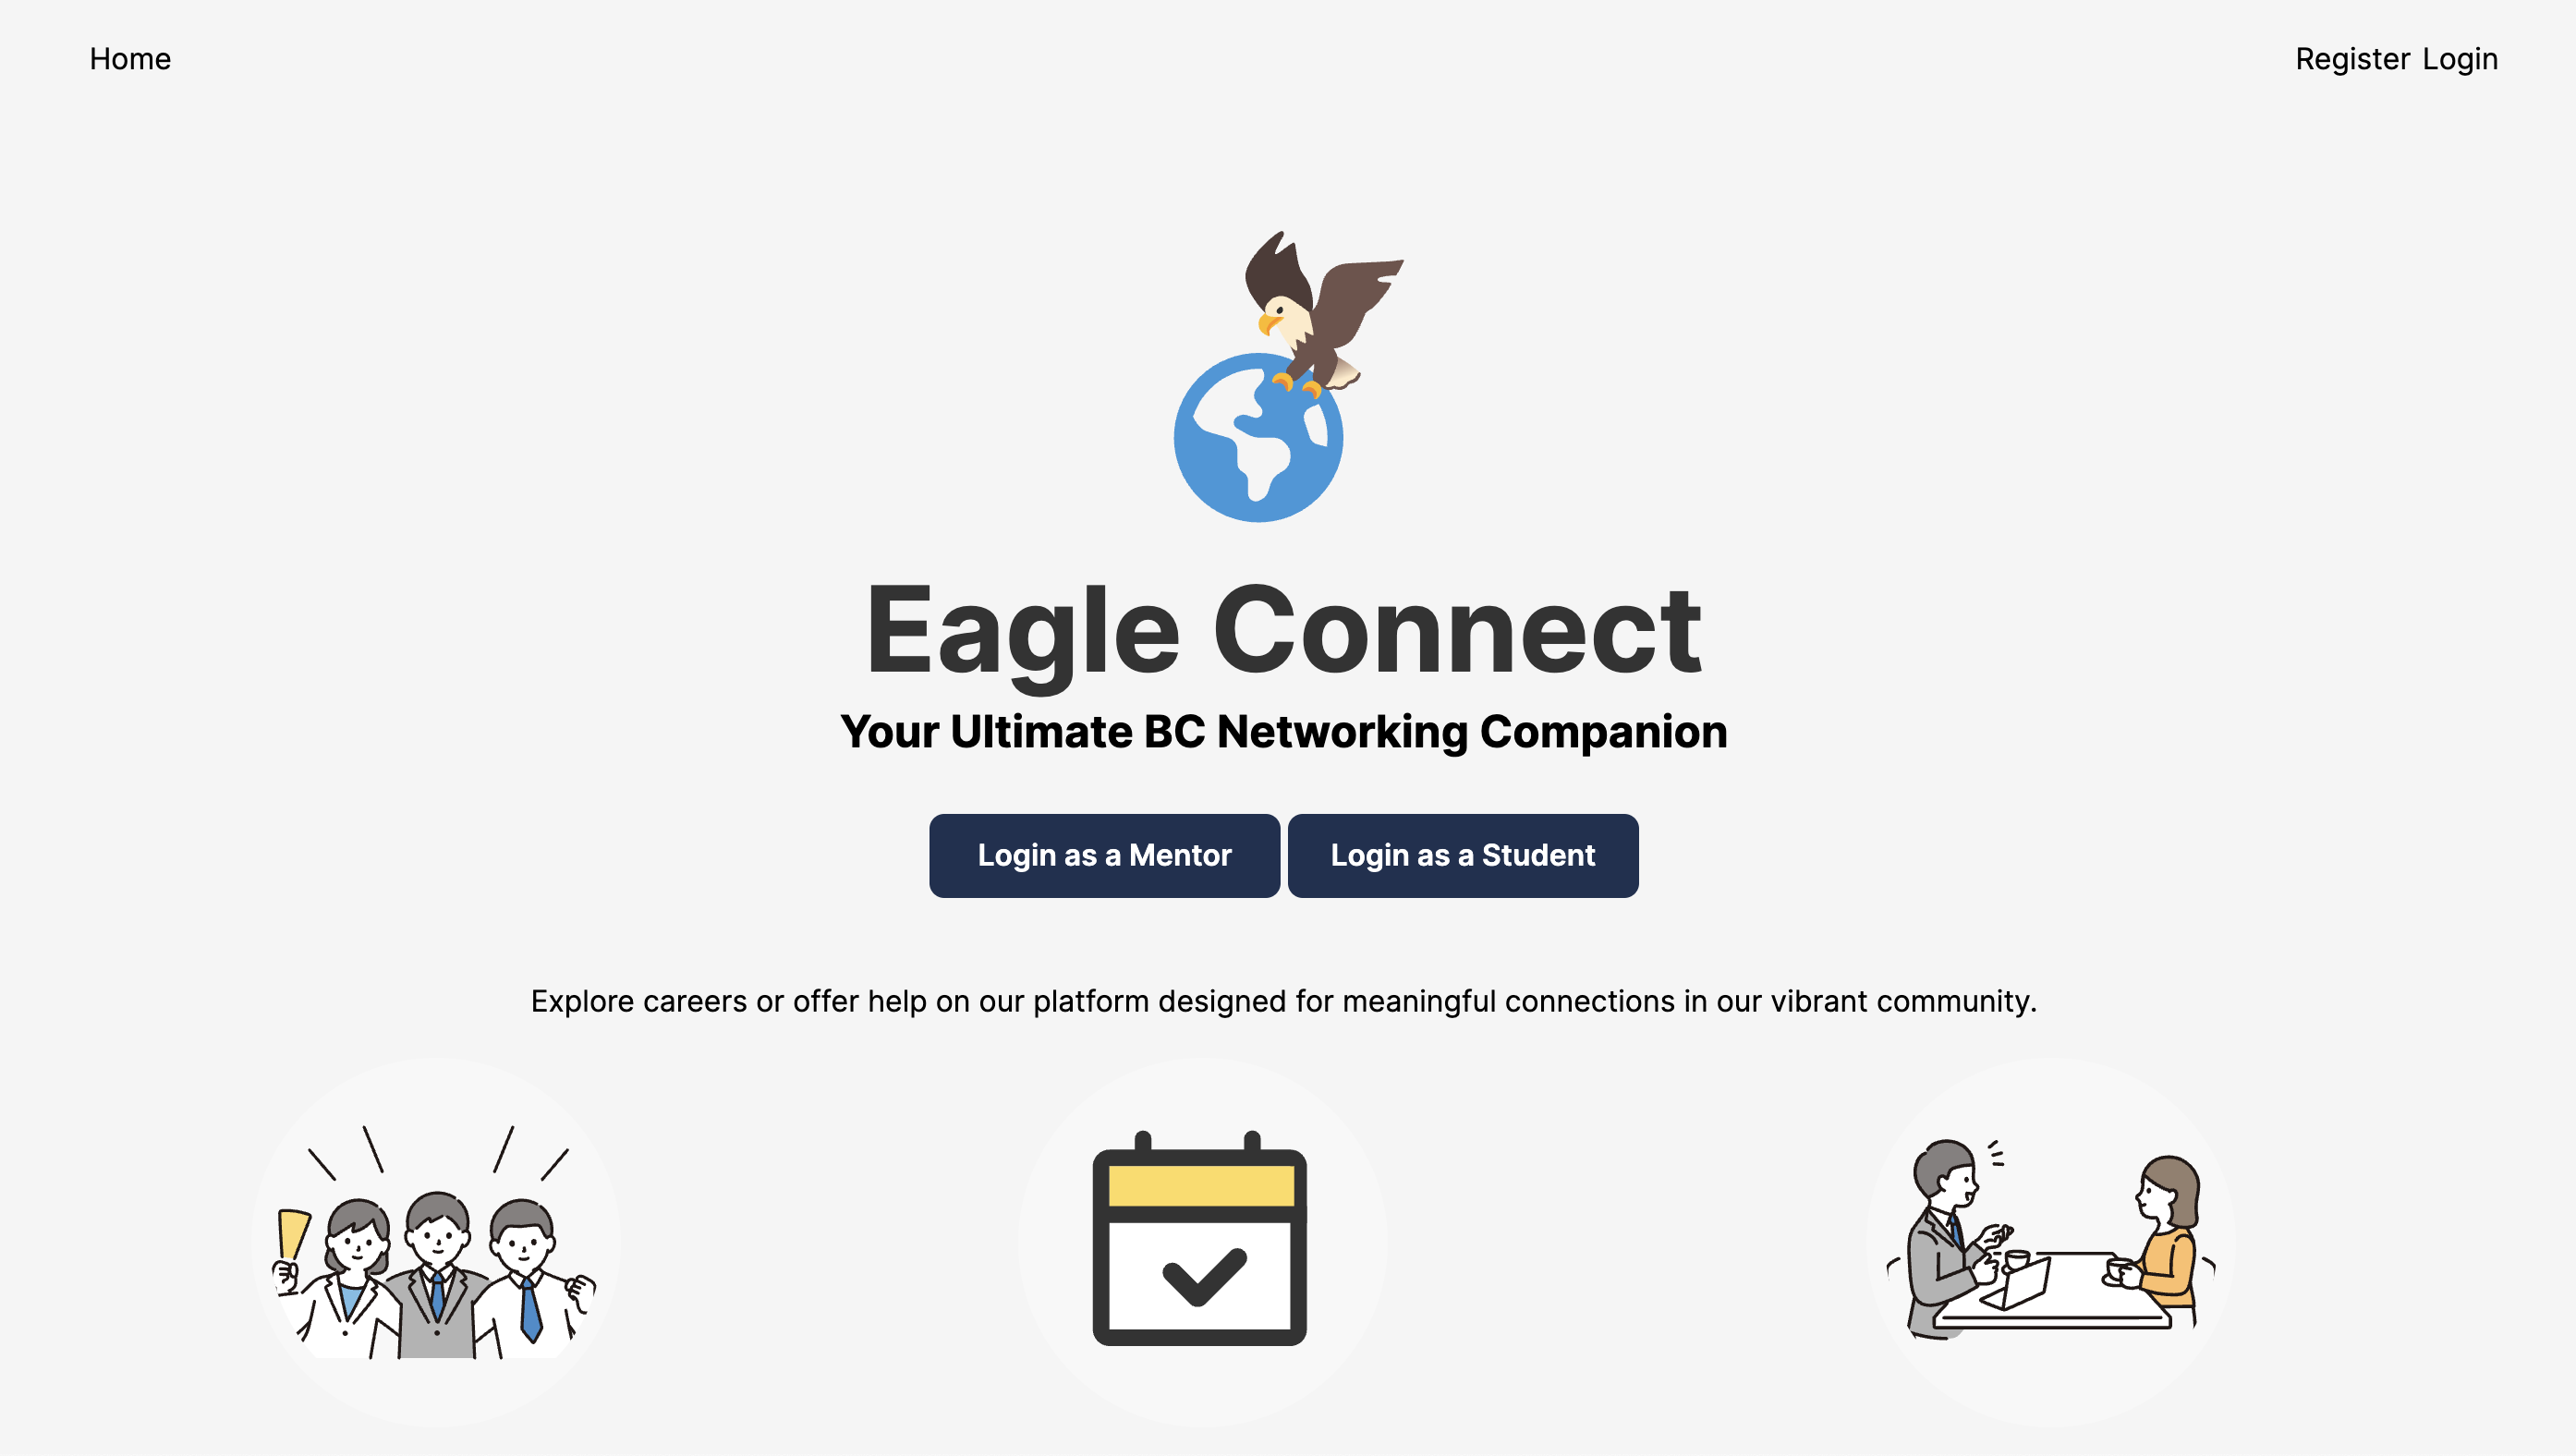 Home
Register Login
Eagle Connect
Your Ultimate BC Networking Companion
Login as a Mentor
Login as a Student
Explore careers or offer help on our platform designed for meaningful connections in our vibrant community.